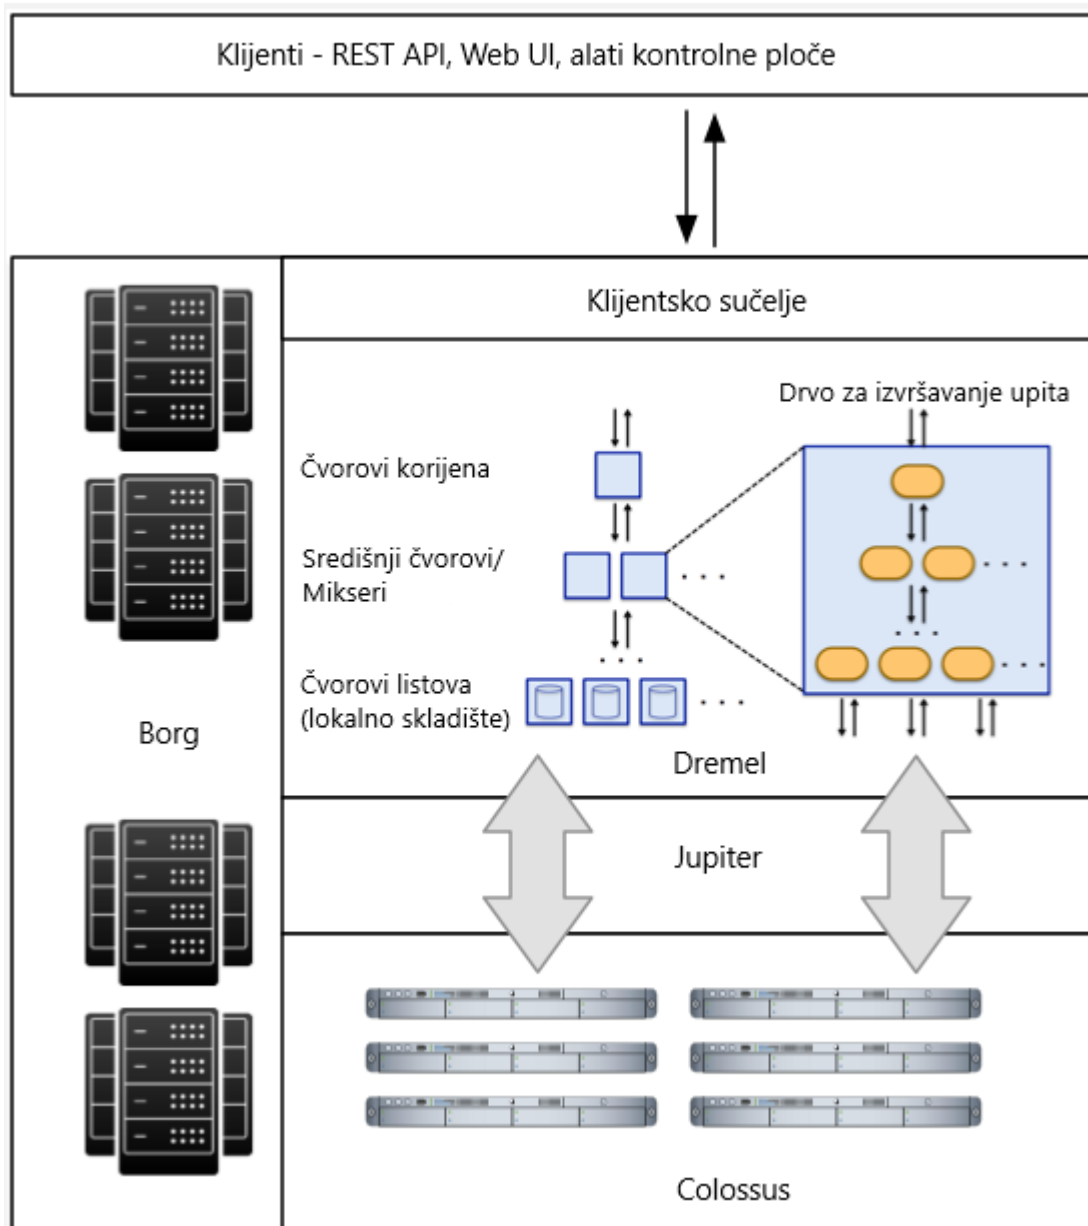 Klijenti - REST API, Web UI, alati kontrolne ploče
Klijentsko sučelje
Drvo za izvršavanje upita
Čvorovi korijena
Središnji čvorovi/
Mikseri
Čvorovi listova
(lokalno skladište)
Borg
Dremel
Jupiter
Colossus